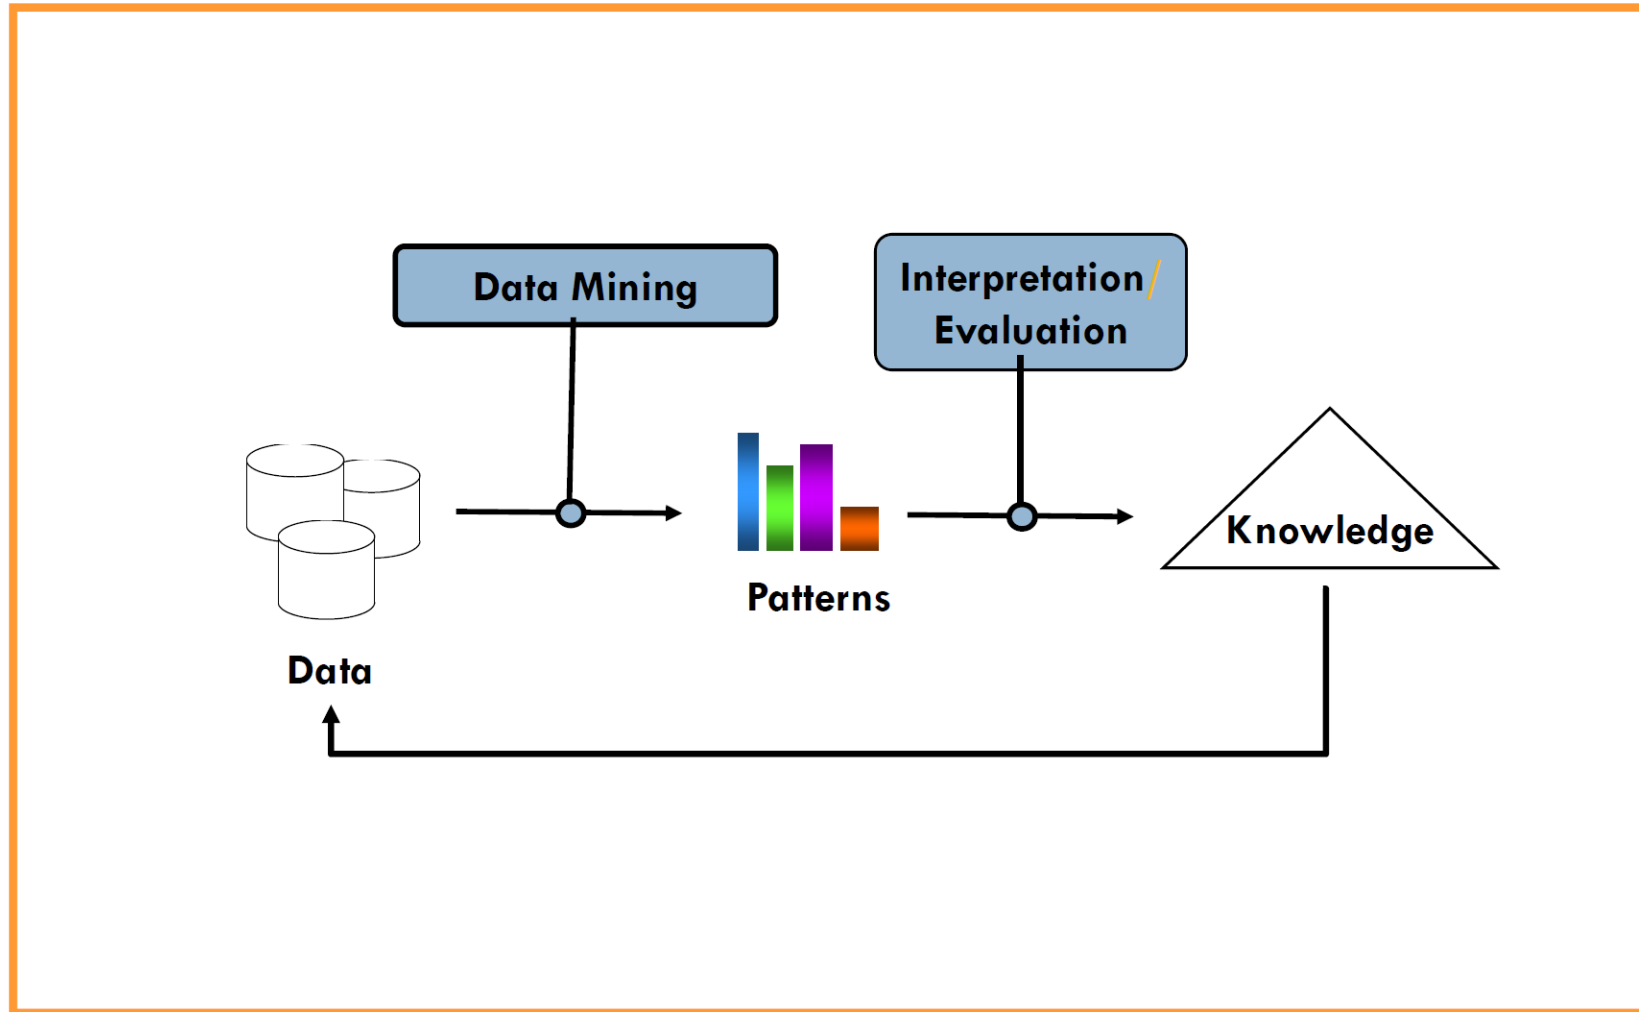 Data Mining
Interpretation/
Evaluation
Knowledge
Patterns
Data